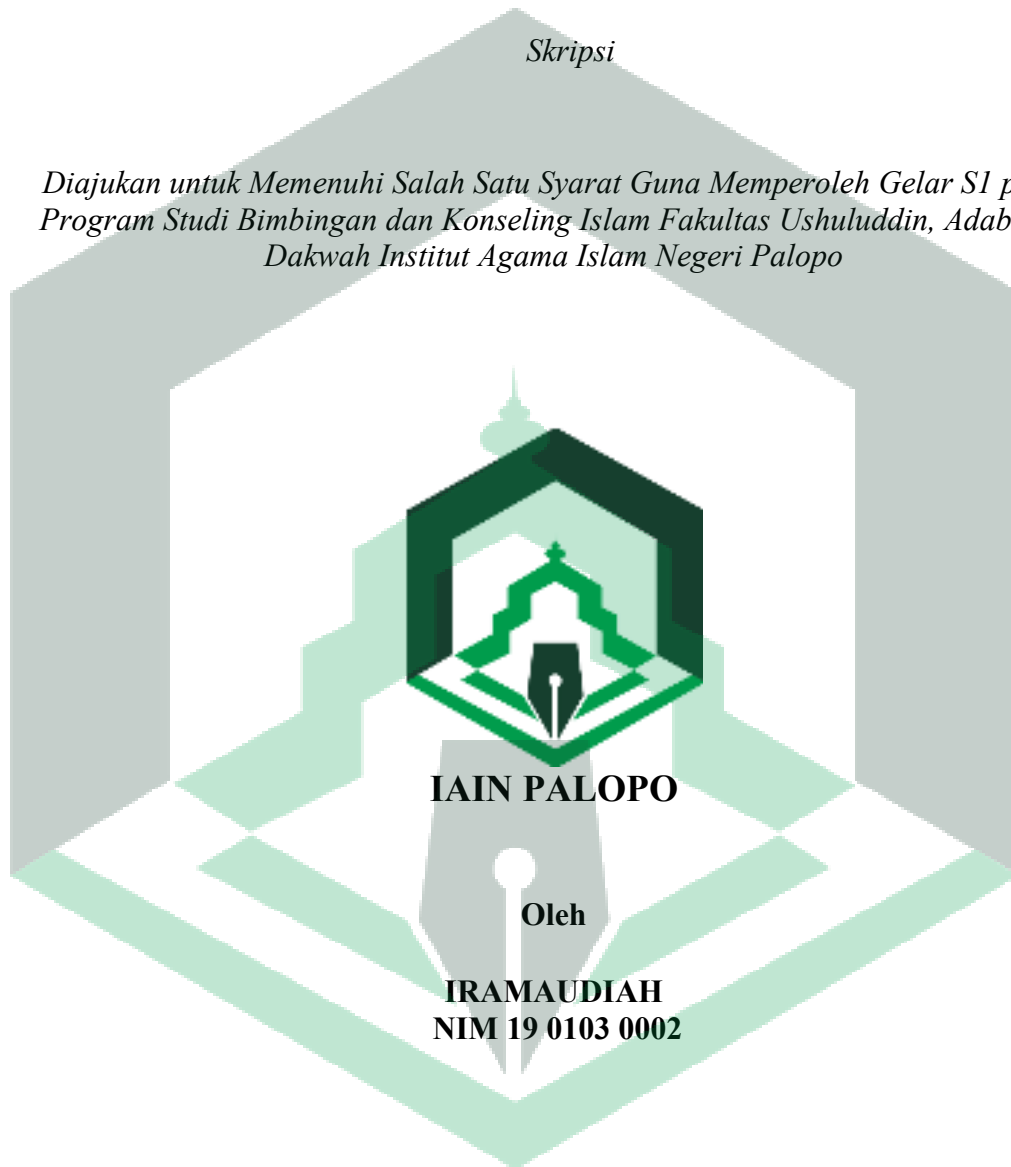 Skripsi
Diajukan untuk Memenuhi Salah Satu Syarat Guna Memperoleh Gelar S1 p
Program Studi Bimbingan dan Konseling Islam Fakultas Ushuluddin, Adab
Dakwah Institut Agama Islam Negeri Palopo
IAIN PALOPO
Oleh
IRAMAUDIAH
NIM 19 0103 0002